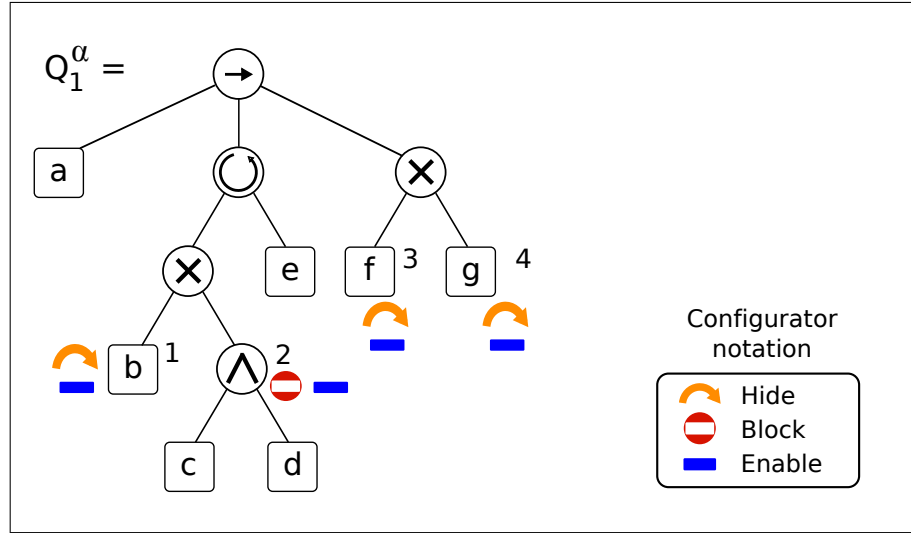 Q₁^α =
a
e
f 3
g 4
b 1
2
c
d
Configurator
notation
Hide
Block
Enable